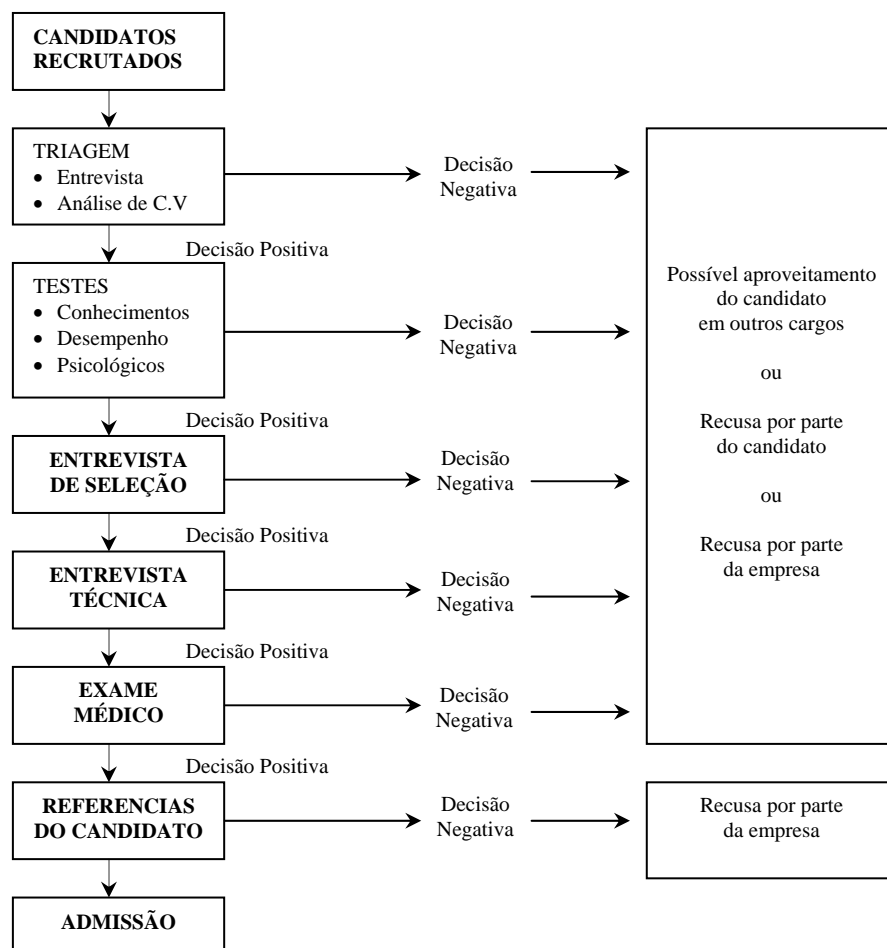 CANDIDATOS
RECRUTADOS
TRIAGEM
• Entrevista
• Análise de C.V
Decisão
Negativa
Decisão Positiva
TESTES
• Conhecimentos
• Desempenho
• Psicológicos
Decisão
Negativa
Decisão Positiva
ENTREVISTA
DE SELEÇÃO
Decisão
Negativa
Decisão Positiva
ENTREVISTA
TÉCNICA
Decisão
Negativa
Decisão Positiva
EXAME
MÉDICO
Decisão
Negativa
Possível aproveitamento
do candidato
em outros cargos
ou
Recusa por parte
do candidato
ou
Recusa por parte
da empresa
Decisão Positiva
REFERENCIAS
DO CANDIDATO
Decisão
Negativa
Recusa por parte
da empresa
ADMISSÃO